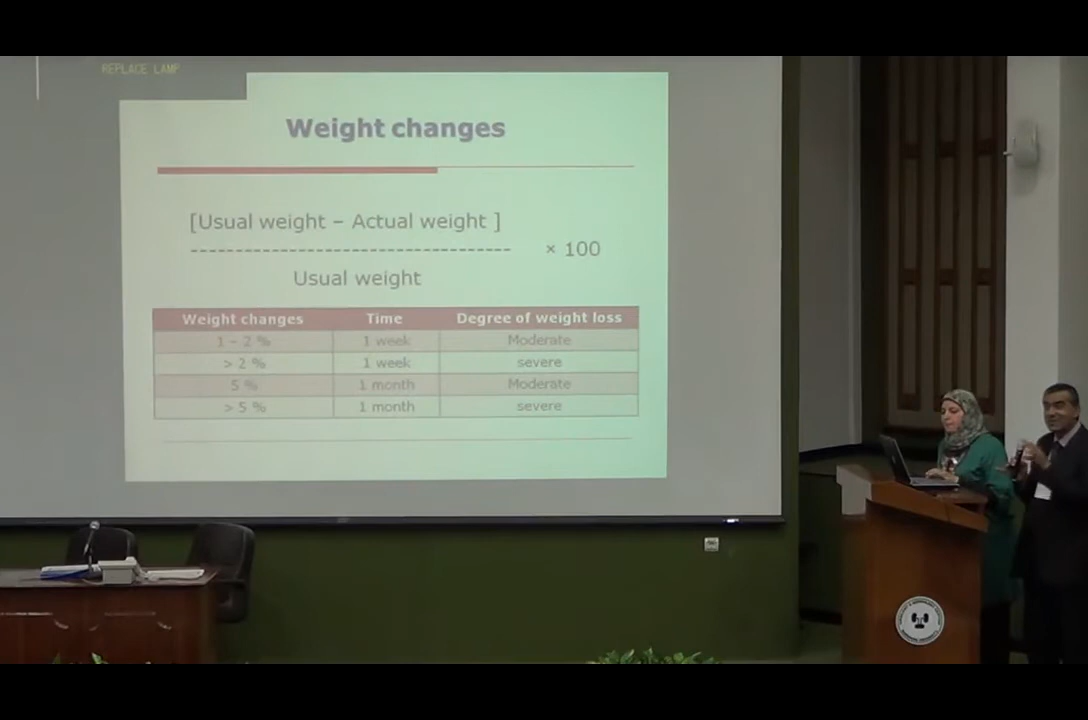 REPLACE LAMP
Weight changes
[Usual weight – Actual weight ]
------------------------------------ × 100
Usual weight
Weight changes Time Degree of weight loss
1 – 2 % 1 week Moderate
> 2 % 1 week severe
5 % 1 month Moderate
> 5 % 1 month severe